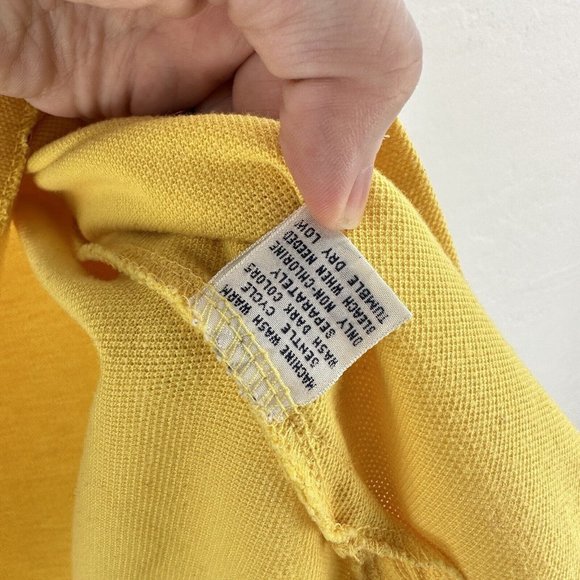 MACHINE WASH WARM
GENTLE CYCLE
WASH DARK COLORS
SEPARATELY
ONLY NON-CHLORINE
BLEACH WHEN NEEDED
TUMBLE DRY LOW